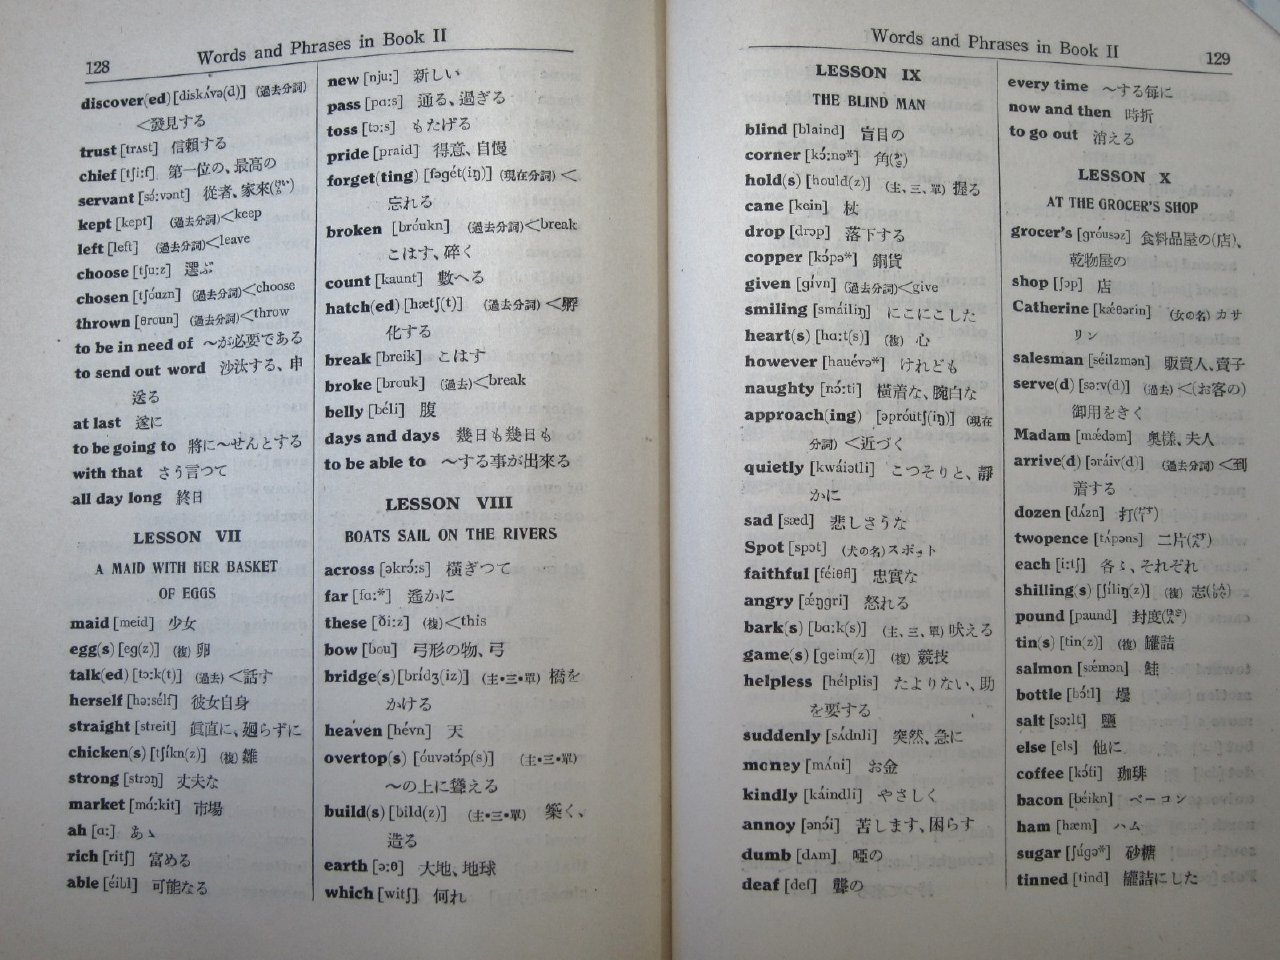 128
Words and Phrases in Book II
discover(ed) [diskʌ́və(d)] (過去分詞)
<發見する
trust [trʌst] 信頼する
chief [tʃi:f] 第一位の、最高の
servant [sə́:vənt] 從者、家來(けらい)
kept [kept] (過去分詞)<keep
left [left] (過去分詞)<leave
choose [tʃu:z] 選ぶ
chosen [tʃóuzn] (過去分詞)<choose
thrown [θroun] (過去分詞)<throw
to be in need of ～が必要である
to send out word 沙汰する、申
送る
at last 遂に
to be going to 將に～せんとする
with that さう言つて
all day long 終日
LESSON VII
A MAID WITH HER BASKET
OF EGGS
maid [meid] 少女
egg(s) [eg(z)] (複) 卵
talk(ed) [tɔ:k(t)] (過去) <話す
herself [hə:sélf] 彼女自身
straight [streit] 眞直に、廻らずに
chicken(s) [tʃíkn(z)] (複) 雛
strong [strɔŋ] 丈夫な
market [mɑ́:kit] 市場
ah [ɑ:] あゝ
rich [ritʃ] 富める
able [éibl] 可能なる
new [nju:] 新しい
pass [pɑ:s] 通る、過ぎる
toss [tɔ:s] もたげる
pride [praid] 得意、自慢
forget(ting) [fəgét(iŋ)] (現在分詞) <
忘れる
broken [bróukn] (過去分詞)<break
こはす、碎く
count [kaunt] 數へる
hatch(ed) [hætʃ(t)] (過去分詞) <孵
化する
break [breik] こはす
broke [brouk] (過去)<break
belly [béli] 腹
days and days 幾日も幾日も
to be able to ～する事が出來る
LESSON VIII
BOATS SAIL ON THE RIVERS
across [əkrɔ́:s] 橫ぎつて
far [fɑ:*] 遙かに
these [ði:z] (複)<this
bow [bou] 弓形の物、弓
bridge(s) [brídʒ(iz)] (主・三・單) 橋を
かける
heaven [hévn] 天
overtop(s) [óuvətɔ́p(s)] (主・三・單)
～の上に聳える
build(s) [bild(z)] (主・三・單) 築く、
造る
earth [ə:θ] 大地、地球
which [witʃ] 何れ
Words and Phrases in Book II
129
LESSON IX
THE BLIND MAN
blind [blaind] 盲目の
corner [kɔ́:nə*] 角(かど)
hold(s) [hould(z)] (主、三、單) 握る
cane [kein] 杖
drop [drɔp] 落下する
copper [kɔ́pə*] 銅貨
given [gívn] (過去分詞)<give
smiling [smáiliŋ] にこにこした
heart(s) [hɑ:t(s)] (複) 心
however [hauévə*] けれども
naughty [nɔ́:ti] 橫着な、腕白な
approach(ing) [əpróutʃ(iŋ)] (現在
分詞) <近づく
quietly [kwáiətli] こつそりと、靜
かに
sad [sæd] 悲しさうな
Spot [spɔt] (犬の名) スポット
faithful [féiθfl] 忠實な
angry [ǽŋgri] 怒れる
bark(s) [bɑ:k(s)] (主、三、單) 吠える
game(s) [geim(z)] (複) 競技
helpless [hélplis] たよりない、助
を要する
suddenly [sʌ́dnli] 突然、急に
money [mʌ́ni] お金
kindly [káindli] やさしく
annoy [ənɔ́i] 苦します、困らす
dumb [dʌm] 啞の
deaf [def] 聾の
every time ～する每に
now and then 時折
to go out 消える
LESSON X
AT THE GROCER'S SHOP
grocer's [gróusəz] 食料品屋の(店)、
乾物屋の
shop [ʃɔp] 店
Catherine [kǽθərin] (女の名) カサ
リン
salesman [séilzmən] 販賣人、賣子
serve(d) [sə:v(d)] (過去) <(お客の)
御用をきく
Madam [mǽdəm] 奥樣、夫人
arrive(d) [əráiv(d)] (過去分詞) <到
着する
dozen [dʌ́zn] 打(ダース)
twopence [tʌ́pəns] 二片(ペンス)
each [i:tʃ] 各〻、それぞれ
shilling(s) [ʃíliŋ(z)] (複) 志(シリング)
pound [paund] 封度(ポンド)
tin(s) [tin(z)] (複) 罐詰
salmon [sǽmən] 鮭
bottle [bɔ́tl] 壜
salt [sɔ:lt] 鹽
else [els] 他に
coffee [kɔ́fi] 珈琲
bacon [béikn] ベーコン
ham [hæm] ハム
sugar [ʃúgə*] 砂糖
tinned [tind] 罐詰にした